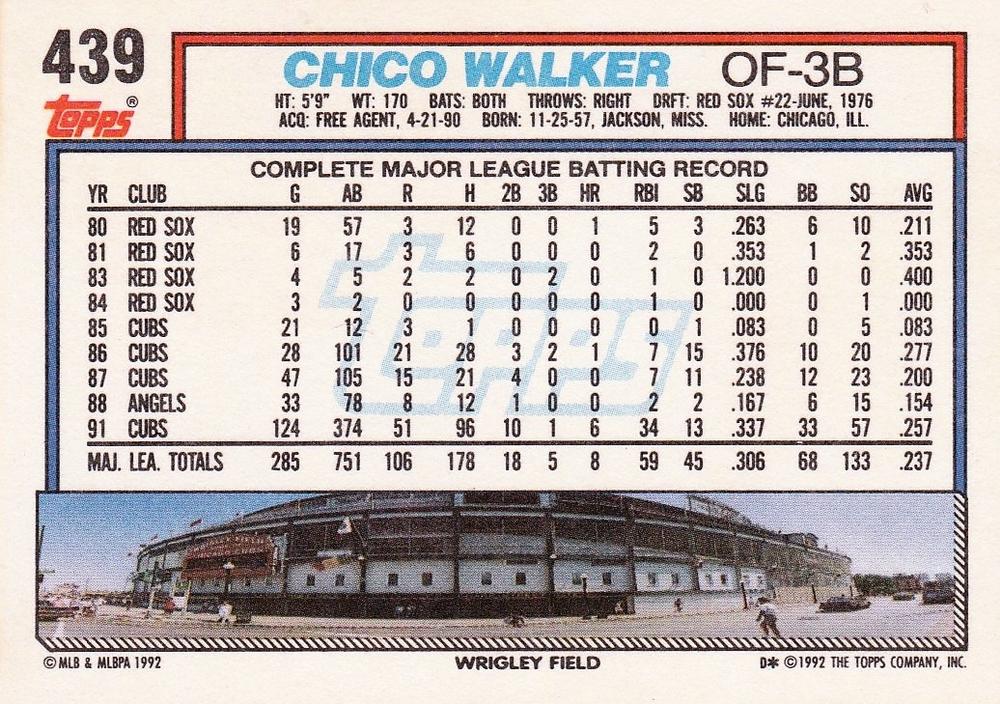 439
CHICO WALKER OF-3B
Topps®
HT: 5'9" WT: 170 BATS: BOTH THROWS: RIGHT DRFT: RED SOX #22-JUNE, 1976
ACQ: FREE AGENT, 4-21-90 BORN: 11-25-57, JACKSON, MISS. HOME: CHICAGO, ILL.
COMPLETE MAJOR LEAGUE BATTING RECORD
YR CLUB G AB R H 2B 3B HR RBI SB SLG BB SO AVG
80 RED SOX 19 57 3 12 0 0 1 5 3 .263 6 10 .211
81 RED SOX 6 17 3 6 0 0 0 2 0 .353 1 2 .353
83 RED SOX 4 5 2 2 0 2 0 1 0 1.200 0 0 .400
84 RED SOX 3 2 0 0 0 0 0 1 0 .000 0 1 .000
85 CUBS 21 12 3 1 0 0 0 0 1 .083 0 5 .083
86 CUBS 28 101 21 28 3 2 1 7 15 .376 10 20 .277
87 CUBS 47 105 15 21 4 0 0 7 11 .238 12 23 .200
88 ANGELS 33 78 8 12 1 0 0 2 2 .167 6 15 .154
91 CUBS 124 374 51 96 10 1 6 34 13 .337 33 57 .257
MAJ. LEA. TOTALS 285 751 106 178 18 5 8 59 45 .306 68 133 .237
Topps
WRIGLEY FIELD
© MLB & MLBPA 1992 WRIGLEY FIELD D* © 1992 THE TOPPS COMPANY, INC.